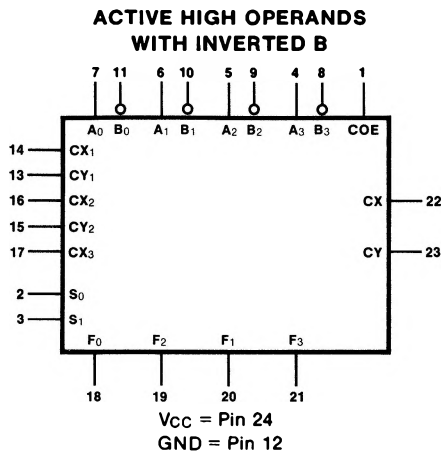 ACTIVE HIGH OPERANDS
WITH INVERTED B
7 11 6 10 5 9 4 8 1
A0 B0 A1 B1 A2 B2 A3 B3 COE
14 CX1
13 CY1
16 CX2
CX 22
15 CY2
17 CX3
CY 23
2 S0
3 S1
F0 F2 F1 F3
18 19 20 21
VCC = Pin 24
GND = Pin 12